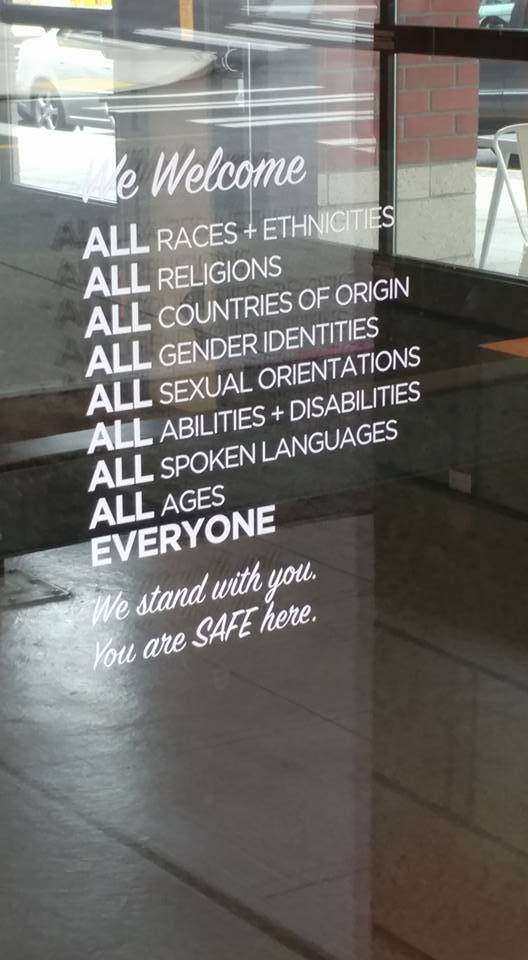 We Welcome
ALL RACES + ETHNICITIES
ALL RELIGIONS
ALL COUNTRIES OF ORIGIN
ALL GENDER IDENTITIES
ALL SEXUAL ORIENTATIONS
ALL ABILITIES + DISABILITIES
ALL SPOKEN LANGUAGES
ALL AGES
EVERYONE
We stand with you.
You are SAFE here.